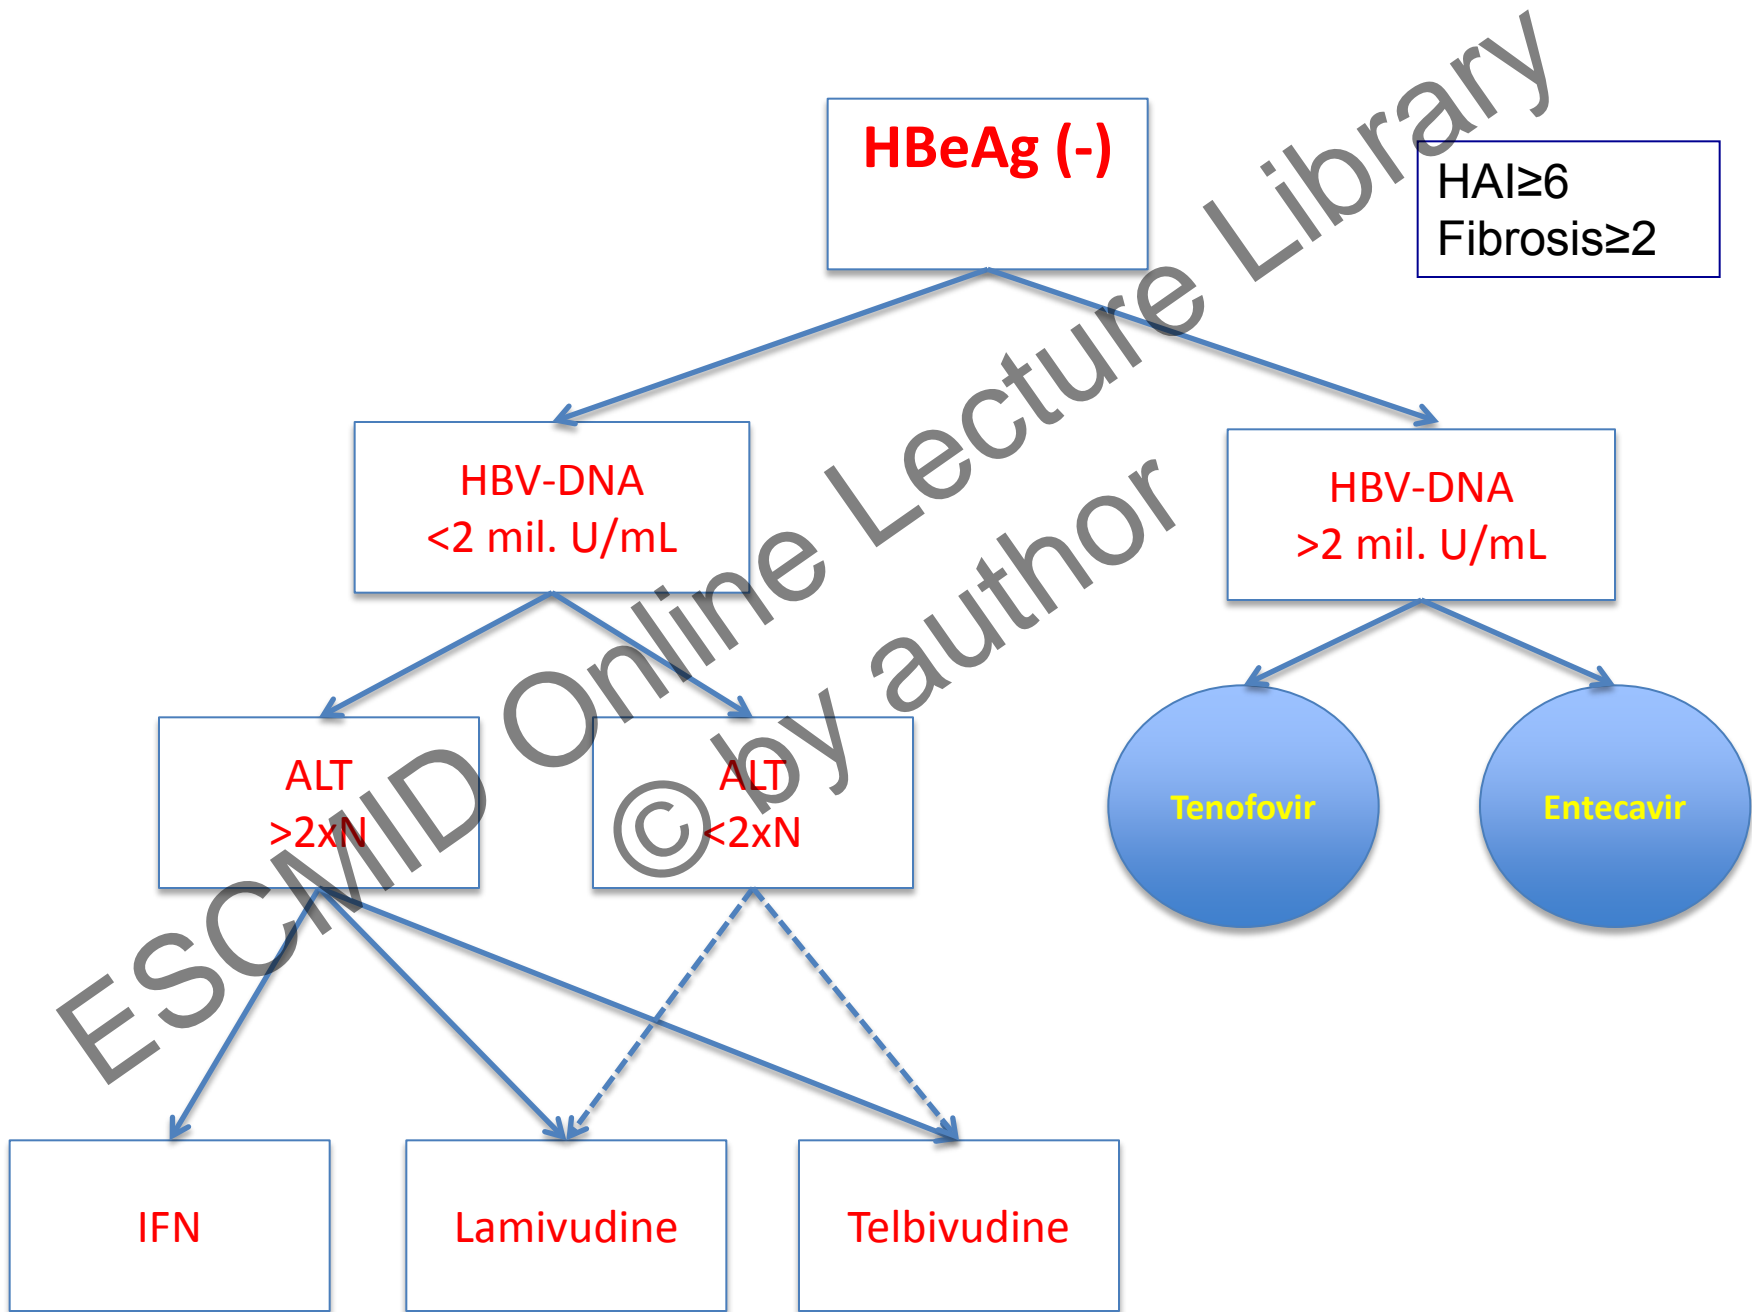 HBeAg (-)
HAI≥6
Fibrosis≥2
HBV-DNA
<2 mil. U/mL
HBV-DNA
>2 mil. U/mL
ALT
>2xN
ALT
<2xN
Tenofovir
Entecavir
IFN
Lamivudine
Telbivudine
ESCMID Online Lecture Library
© by author